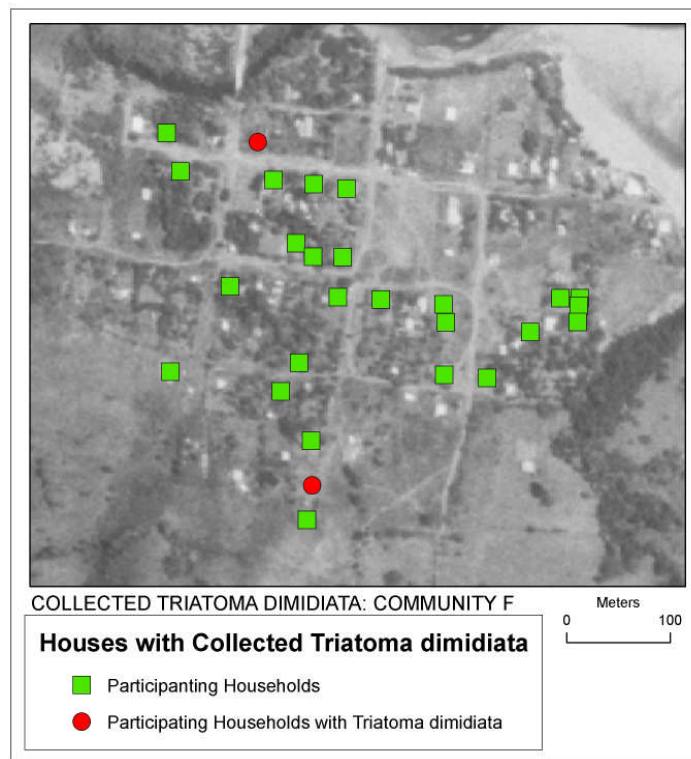 COLLECTED TRIATOMA DIMIDIATA: COMMUNITY F
Meters
0 100
Houses with Collected Triatoma dimidiata
Participanting Households
Participating Households with Triatoma dimidiata